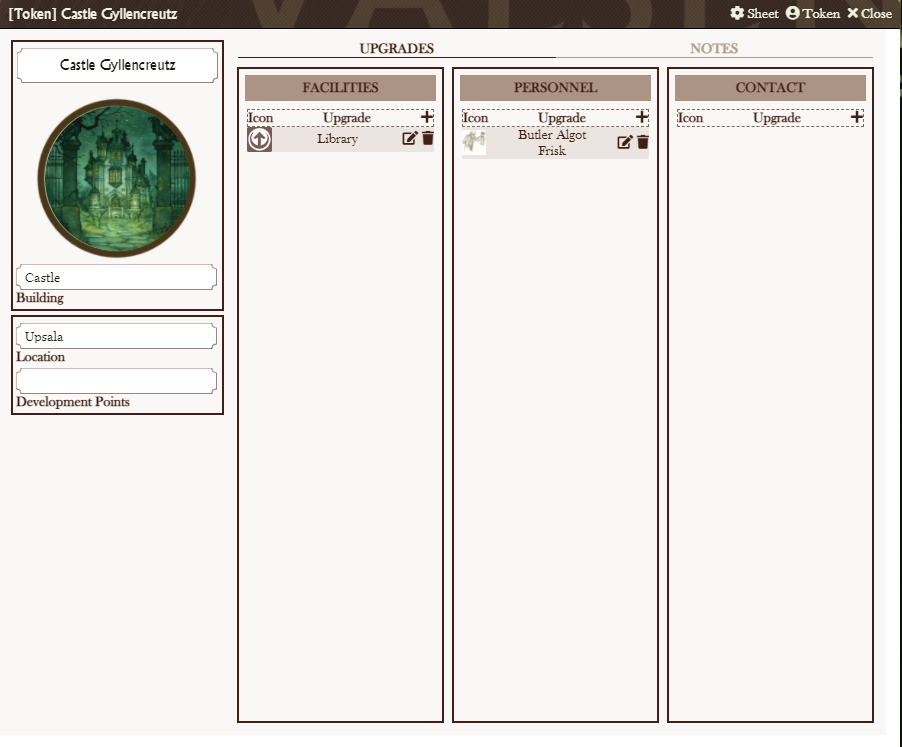 [Token] Castle Gyllencreutz
Sheet Token Close
Castle Gyllencreutz
Castle
Building
Upsala
Location
Development Points
UPGRADES NOTES
FACILITIES
Icon Upgrade
Library
PERSONNEL
Icon Upgrade
Butler Algot
Frisk
CONTACT
Icon Upgrade